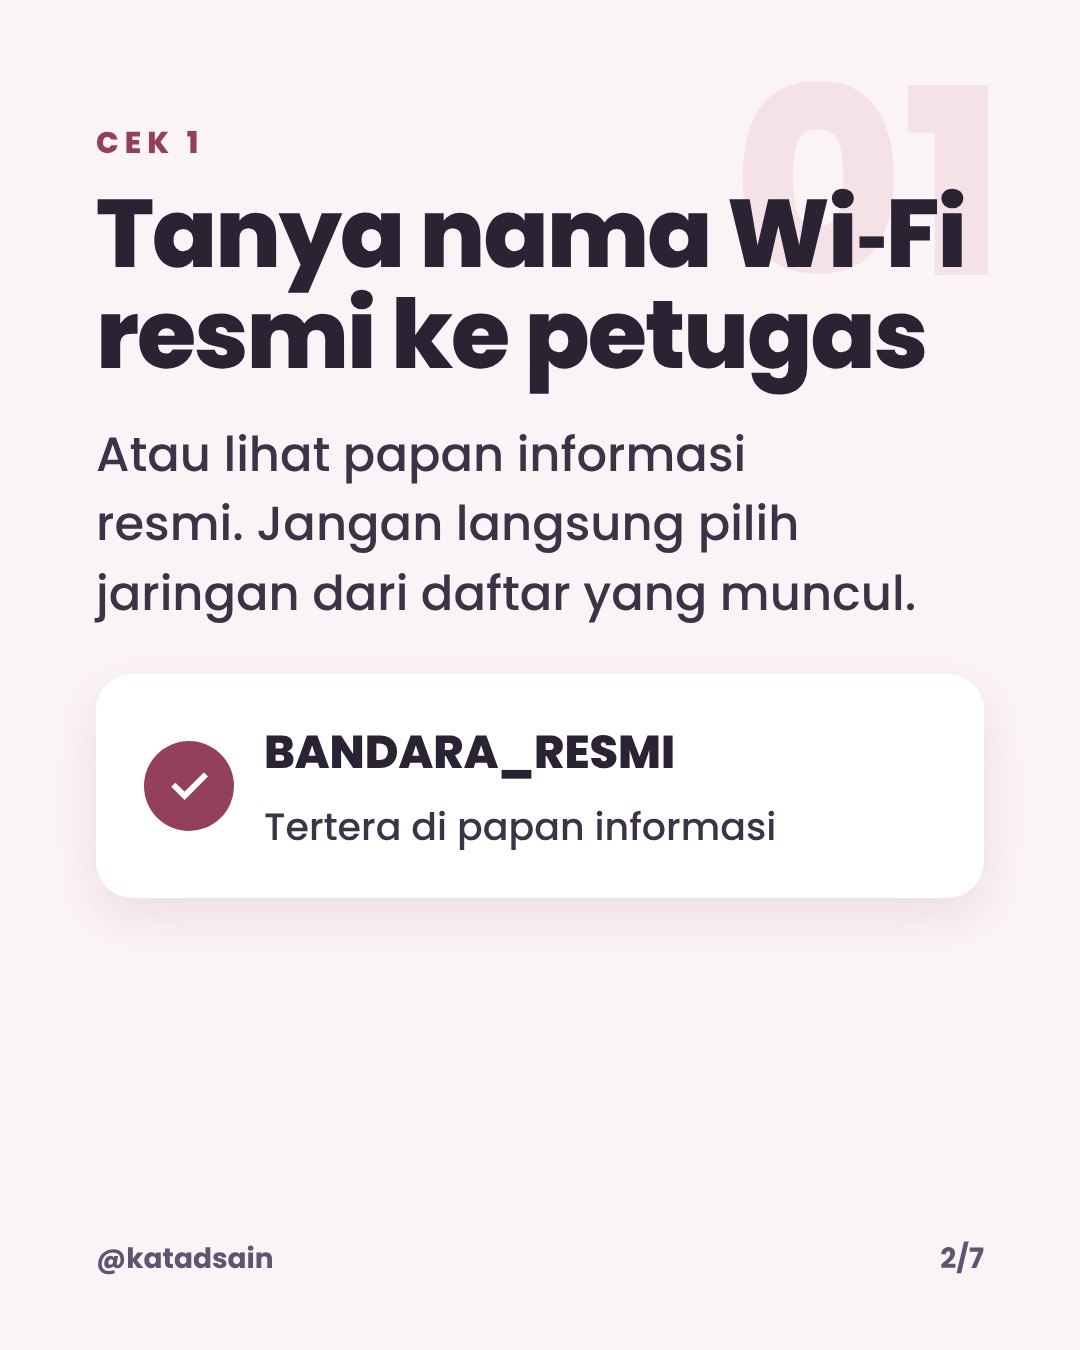 01
CEK 1
Tanya nama Wi-Fi
resmi ke petugas
Atau lihat papan informasi
resmi. Jangan langsung pilih
jaringan dari daftar yang muncul.
BANDARA_RESMI
Tertera di papan informasi
@katadsain
2/7